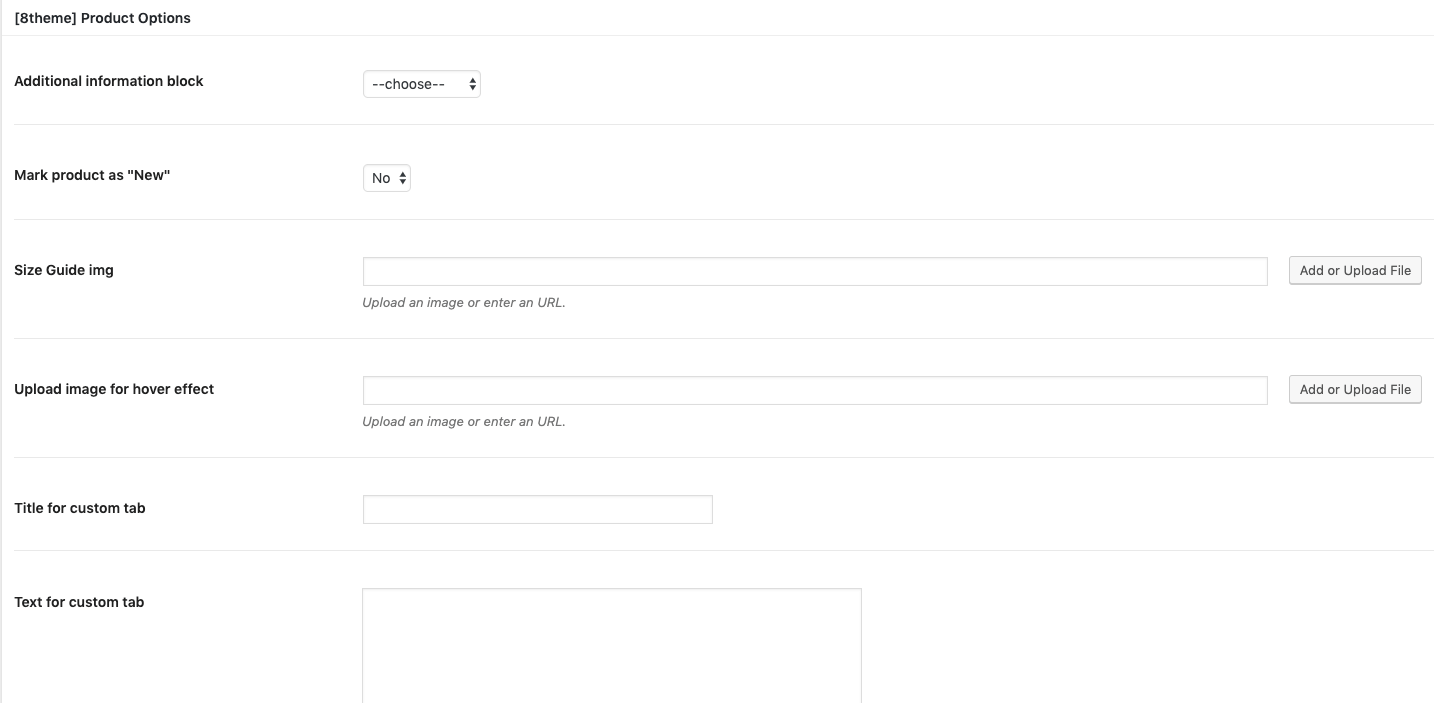 [8theme] Product Options
Additional information block
--choose--
Mark product as "New"
No
Size Guide img
Add or Upload File
Upload an image or enter an URL.
Upload image for hover effect
Add or Upload File
Upload an image or enter an URL.
Title for custom tab
Text for custom tab